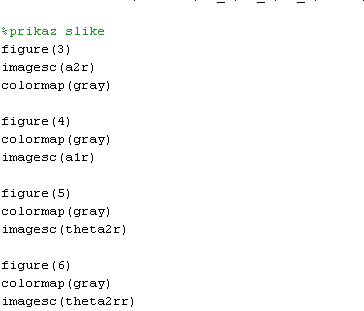 %prikaz slike
figure(3)
imagesc(a2r)
colormap(gray)
figure(4)
colormap(gray)
imagesc(a1r)
figure(5)
colormap(gray)
imagesc(theta2r)
figure(6)
colormap(gray)
imagesc(theta2rr)